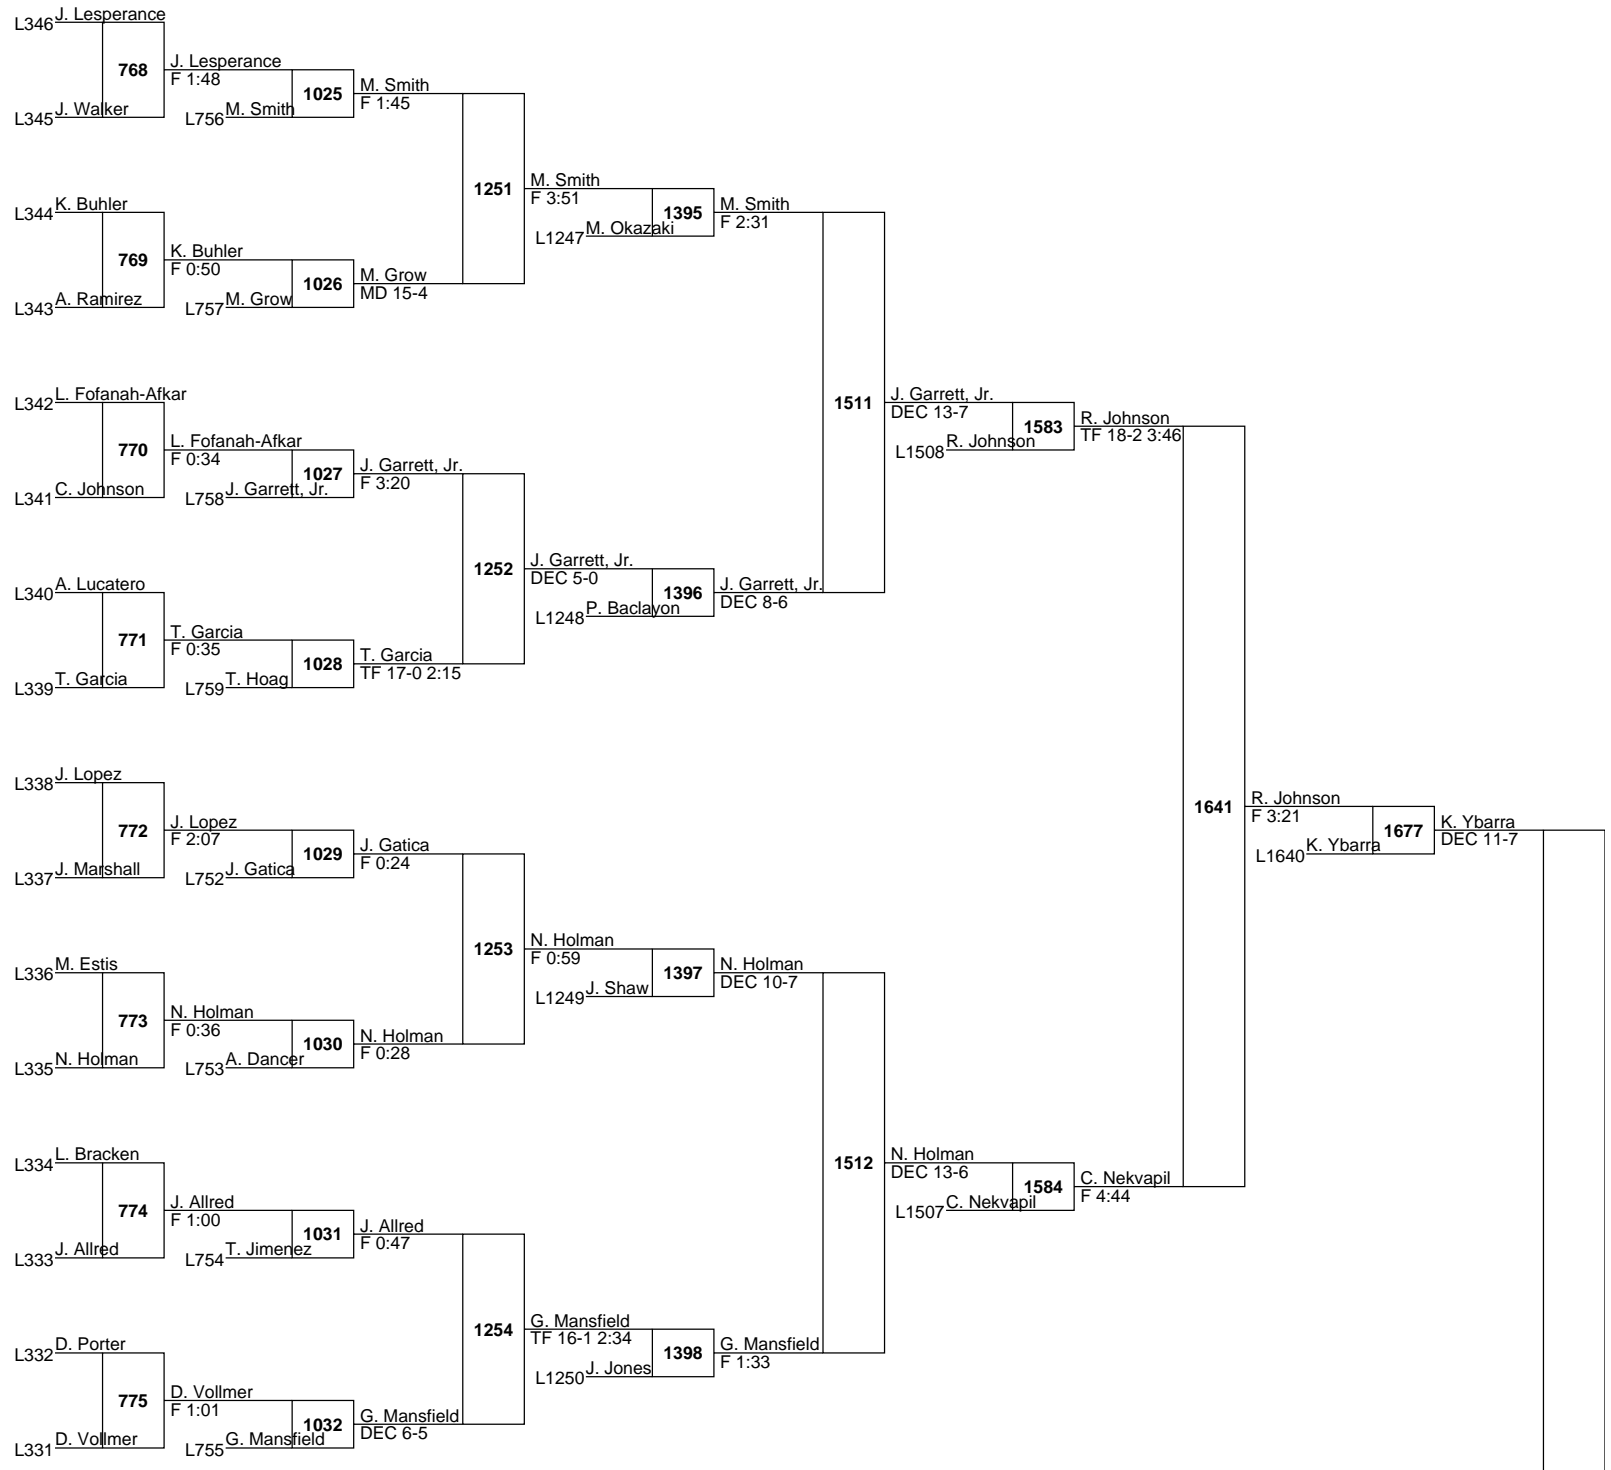 L346 J. Lesperance
768
J. Lesperance
F 1:48
1025
M. Smith
F 1:45
L345 J. Walker
L756 M. Smith
1251
M. Smith
F 3:51
1395
M. Smith
F 2:31
L1247 M. Okazaki
L344 K. Buhler
769
K. Buhler
F 0:50
1026
M. Grow
MD 15-4
L343 A. Ramirez
L757 M. Grow
L342 L. Fofanah-Afkar
1511
J. Garrett, Jr.
DEC 13-7
1583
R. Johnson
TF 18-2 3:46
L1508 R. Johnson
770
L. Fofanah-Afkar
F 0:34
1027
J. Garrett, Jr.
F 3:20
L341 C. Johnson
L758 J. Garrett, Jr.
1252
J. Garrett, Jr.
DEC 5-0
1396
J. Garrett, Jr.
DEC 8-6
L1248 P. Baclayon
L340 A. Lucatero
771
T. Garcia
F 0:35
1028
T. Garcia
TF 17-0 2:15
L339 T. Garcia
L759 T. Hoag
L338 J. Lopez
1641
R. Johnson
F 3:21
1677
K. Ybarra
DEC 11-7
L1640 K. Ybarra
772
J. Lopez
F 2:07
1029
J. Gatica
F 0:24
L337 J. Marshall
L752 J. Gatica
1253
N. Holman
F 0:59
1397
N. Holman
DEC 10-7
L1249 J. Shaw
L336 M. Estis
773
N. Holman
F 0:36
1030
N. Holman
F 0:28
L335 N. Holman
L753 A. Dancer
L334 L. Bracken
1512
N. Holman
DEC 13-6
1584
C. Nekvapil
F 4:44
L1507 C. Nekvapil
774
J. Allred
F 1:00
1031
J. Allred
F 0:47
L333 J. Allred
L754 T. Jimenez
1254
G. Mansfield
TF 16-1 2:34
1398
G. Mansfield
F 1:33
L1250 J. Jones
L332 D. Porter
775
D. Vollmer
F 1:01
1032
G. Mansfield
DEC 6-5
L331 D. Vollmer
L755 G. Mansfield